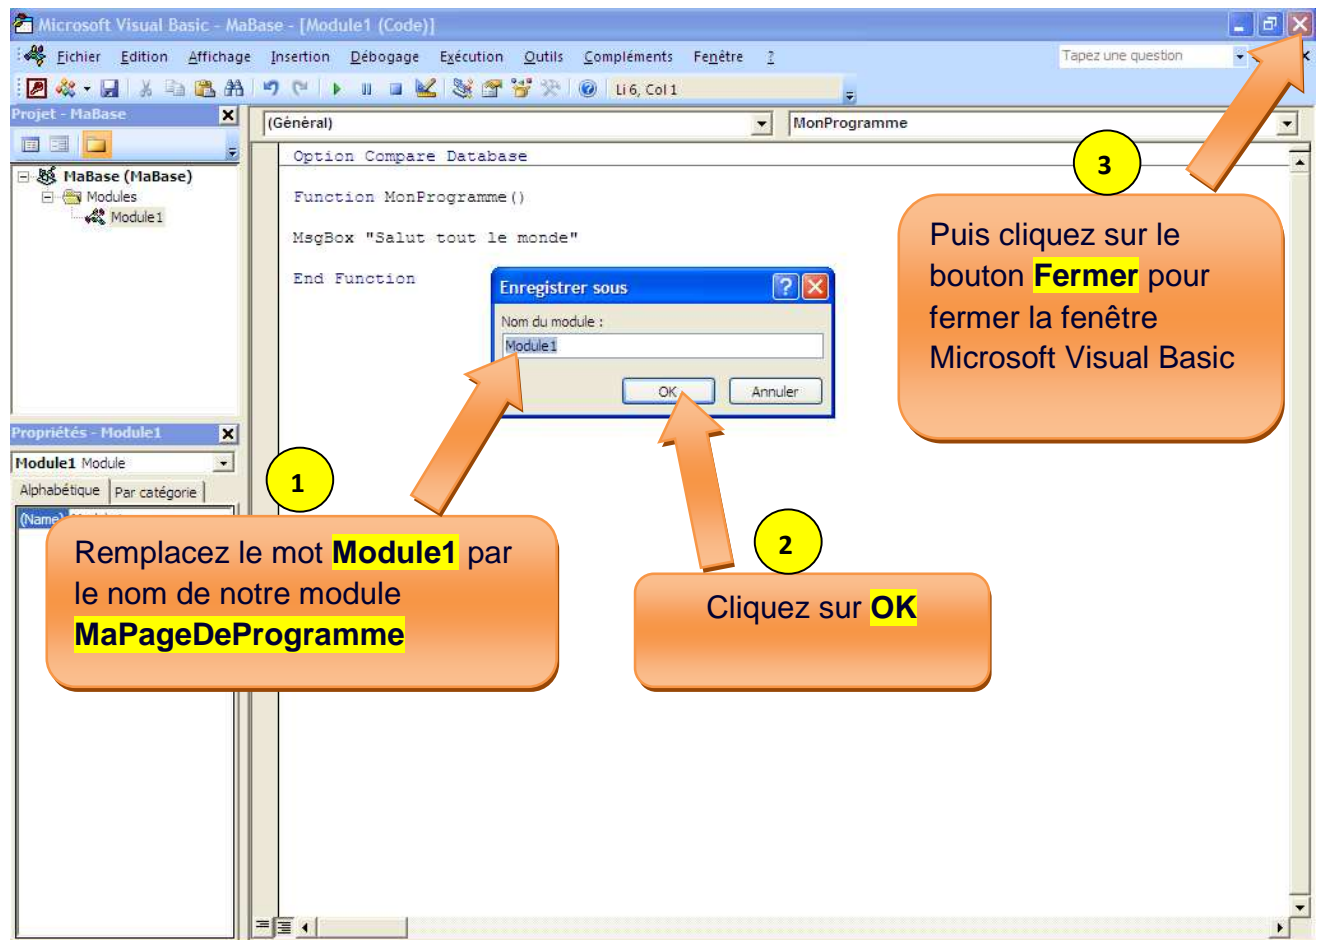 Microsoft Visual Basic - MaBase - [Module1 (Code)]
Fichier Edition Affichage Insertion Débogage Exécution Outils Compléments Fenêtre ?
Tapez une question
Li 6, Col 1
Projet - MaBase
(Général)
MonProgramme
MaBase (MaBase)
Modules
Module1
Option Compare Database
Function MonProgramme()
MsgBox "Salut tout le monde"
End Function
Enregistrer sous
Nom du module :
Module1
OK
Annuler
3
Puis cliquez sur le
bouton Fermer pour
fermer la fenêtre
Microsoft Visual Basic
Propriétés - Module1
Module1 Module
Alphabétique
Par catégorie
(Name)
1
Remplacez le mot Module1 par
le nom de notre module
MaPageDeProgramme
2
Cliquez sur OK